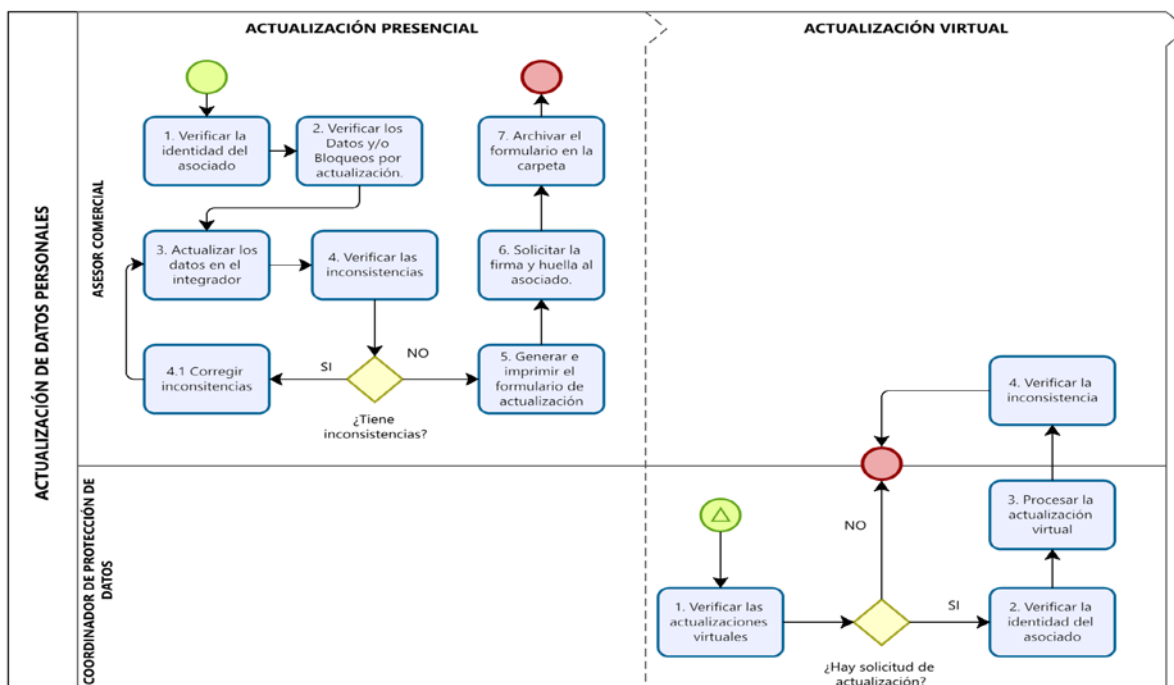 ACTUALIZACIÓN DE DATOS PERSONALES
ACTUALIZACIÓN PRESENCIAL
ACTUALIZACIÓN VIRTUAL
ASESOR COMERCIAL
1. Verificar la
identidad del
asociado
2. Verificar los
Datos y/o
Bloqueos por
actualización.
3. Actualizar los
datos en el
integrador
4. Verificar las
inconsistencias
4.1 Corregir
inconsitencias
SI
NO
¿Tiene
inconsistencias?
5. Generar e
imprimir el
formulario de
actualización
6. Solicitar la
firma y huella al
asociado.
7. Archivar el
formulario en la
carpeta
4. Verificar la
inconsistencia
COORDINADOR DE PROTECCIÓN DE
DATOS
1. Verificar las
actualizaciones
virtuales
NO
SI
¿Hay solicitud de
actualización?
2. Verificar la
identidad del
asociado
3. Procesar la
actualización
virtual